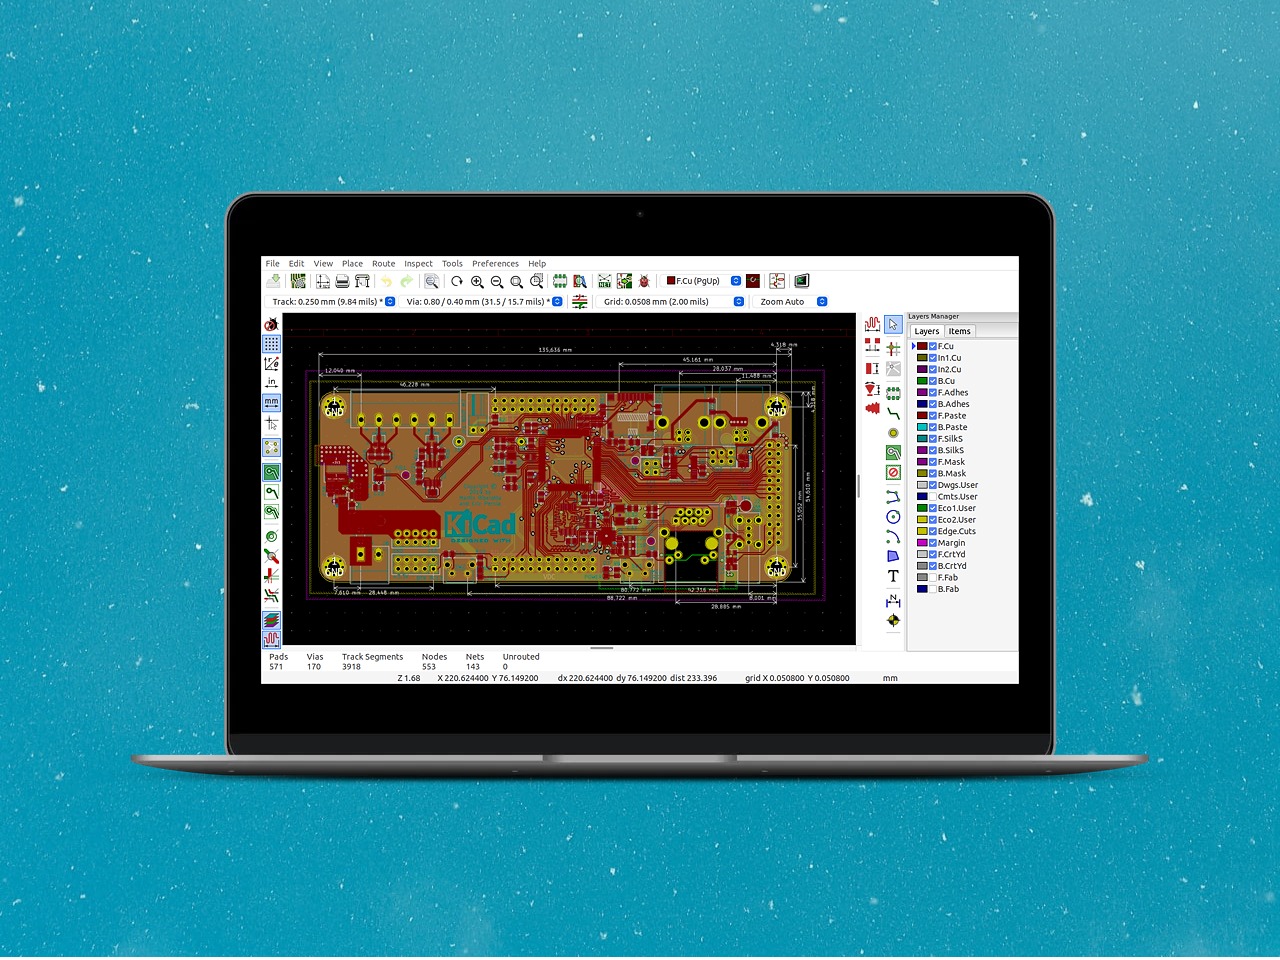 File Edit View Place Route Inspect Tools Preferences Help
F.Cu (PgUp)
Track: 0.250 mm (9.84 mils) * Via: 0.80 / 0.40 mm (31.5 / 15.7 mils) * Grid: 0.0508 mm (2.00 mils) Zoom Auto
in
mm
Layers Manager
Layers Items
F.Cu
In1.Cu
In2.Cu
B.Cu
F.Adhes
B.Adhes
F.Paste
B.Paste
F.SilkS
B.SilkS
F.Mask
B.Mask
Dwgs.User
Cmts.User
Eco1.User
Eco2.User
Edge.Cuts
Margin
F.CrtYd
B.CrtYd
F.Fab
B.Fab
135,636 mm
4,318 mm
45,161 mm
28,037 mm
11,488 mm
12,040 mm
46,228 mm
GND
GND
KiCad
DESIGNED WITH
GND
GND
7,610 mm
28,448 mm
88,722 mm
42,316 mm
8,001 mm
28,885 mm
Pads Vias Track Segments Nodes Nets Unrouted
571 170 3918 553 143 0
Z 1.68 X 220.624400 Y 76.149200 dx 220.624400 dy 76.149200 dist 233.396 grid X 0.050800 Y 0.050800 mm